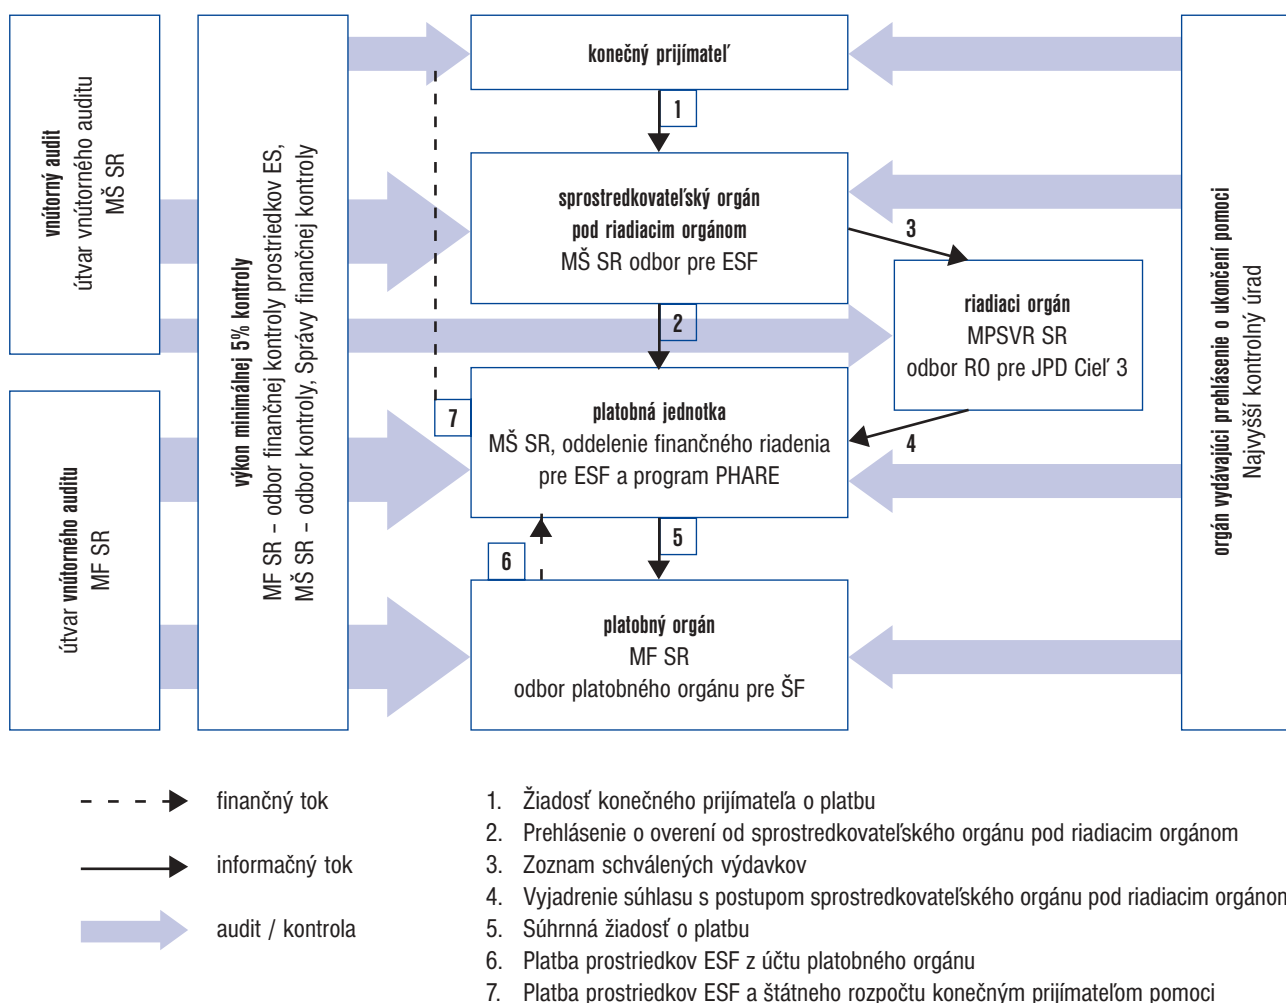 vnútorný audit
útvar vnútorného auditu
MŠ SR
útvar vnútorného auditu
MF SR
výkon minimálnej 5% kontroly
MF SR – odbor finančnej kontroly prostriedkov ES,
MŠ SR – odbor kontroly, Správy finančnej kontroly
konečný prijímateľ
1
sprostredkovateľský orgán
pod riadiacim orgánom
MŠ SR odbor pre ESF
3
2
riadiaci orgán
MPSVR SR
odbor RO pre JPD Cieľ 3
7
platobná jednotka
MŠ SR, oddelenie finančného riadenia
pre ESF a program PHARE
4
6
5
platobný orgán
MF SR
odbor platobného orgánu pre ŠF
orgán vydávajúci prehlásenie o ukončení pomoci
Najvyšší kontrolný úrad
finančný tok
informačný tok
audit / kontrola
1. Žiadosť konečného prijímateľa o platbu
2. Prehlásenie o overení od sprostredkovateľského orgánu pod riadiacim orgánom
3. Zoznam schválených výdavkov
4. Vyjadrenie súhlasu s postupom sprostredkovateľského orgánu pod riadiacim orgánom
5. Súhrnná žiadosť o platbu
6. Platba prostriedkov ESF z účtu platobného orgánu
7. Platba prostriedkov ESF a štátneho rozpočtu konečným prijímateľom pomoci